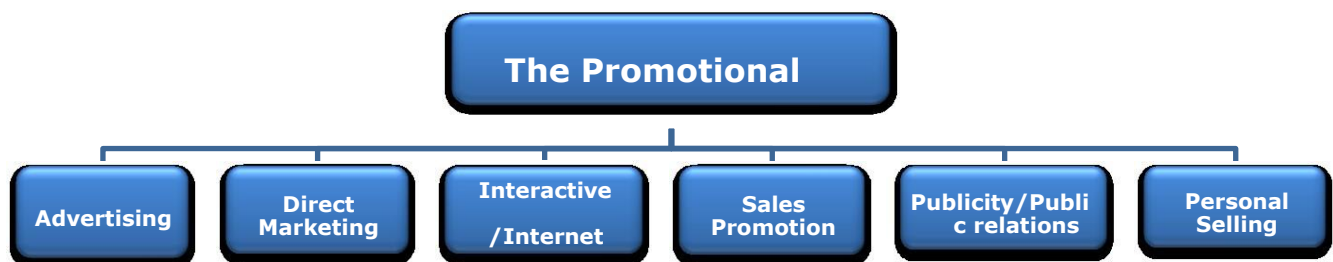 The Promotional
Advertising
Direct
Marketing
Interactive
/Internet
Sales
Promotion
Publicity/Publi
c relations
Personal
Selling